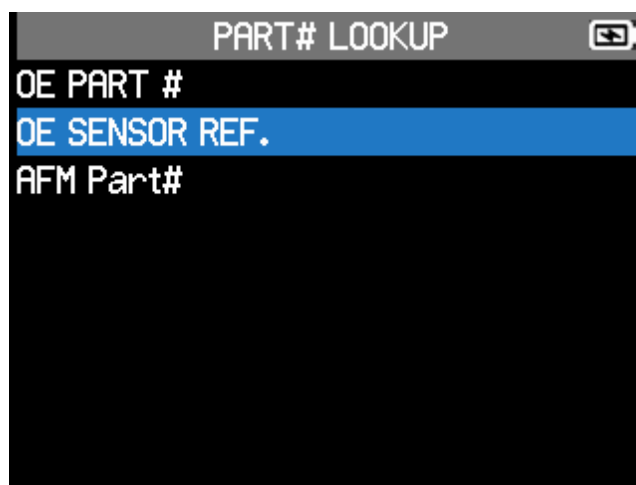 PART# LOOKUP
OE PART #
OE SENSOR REF.
AFM Part#